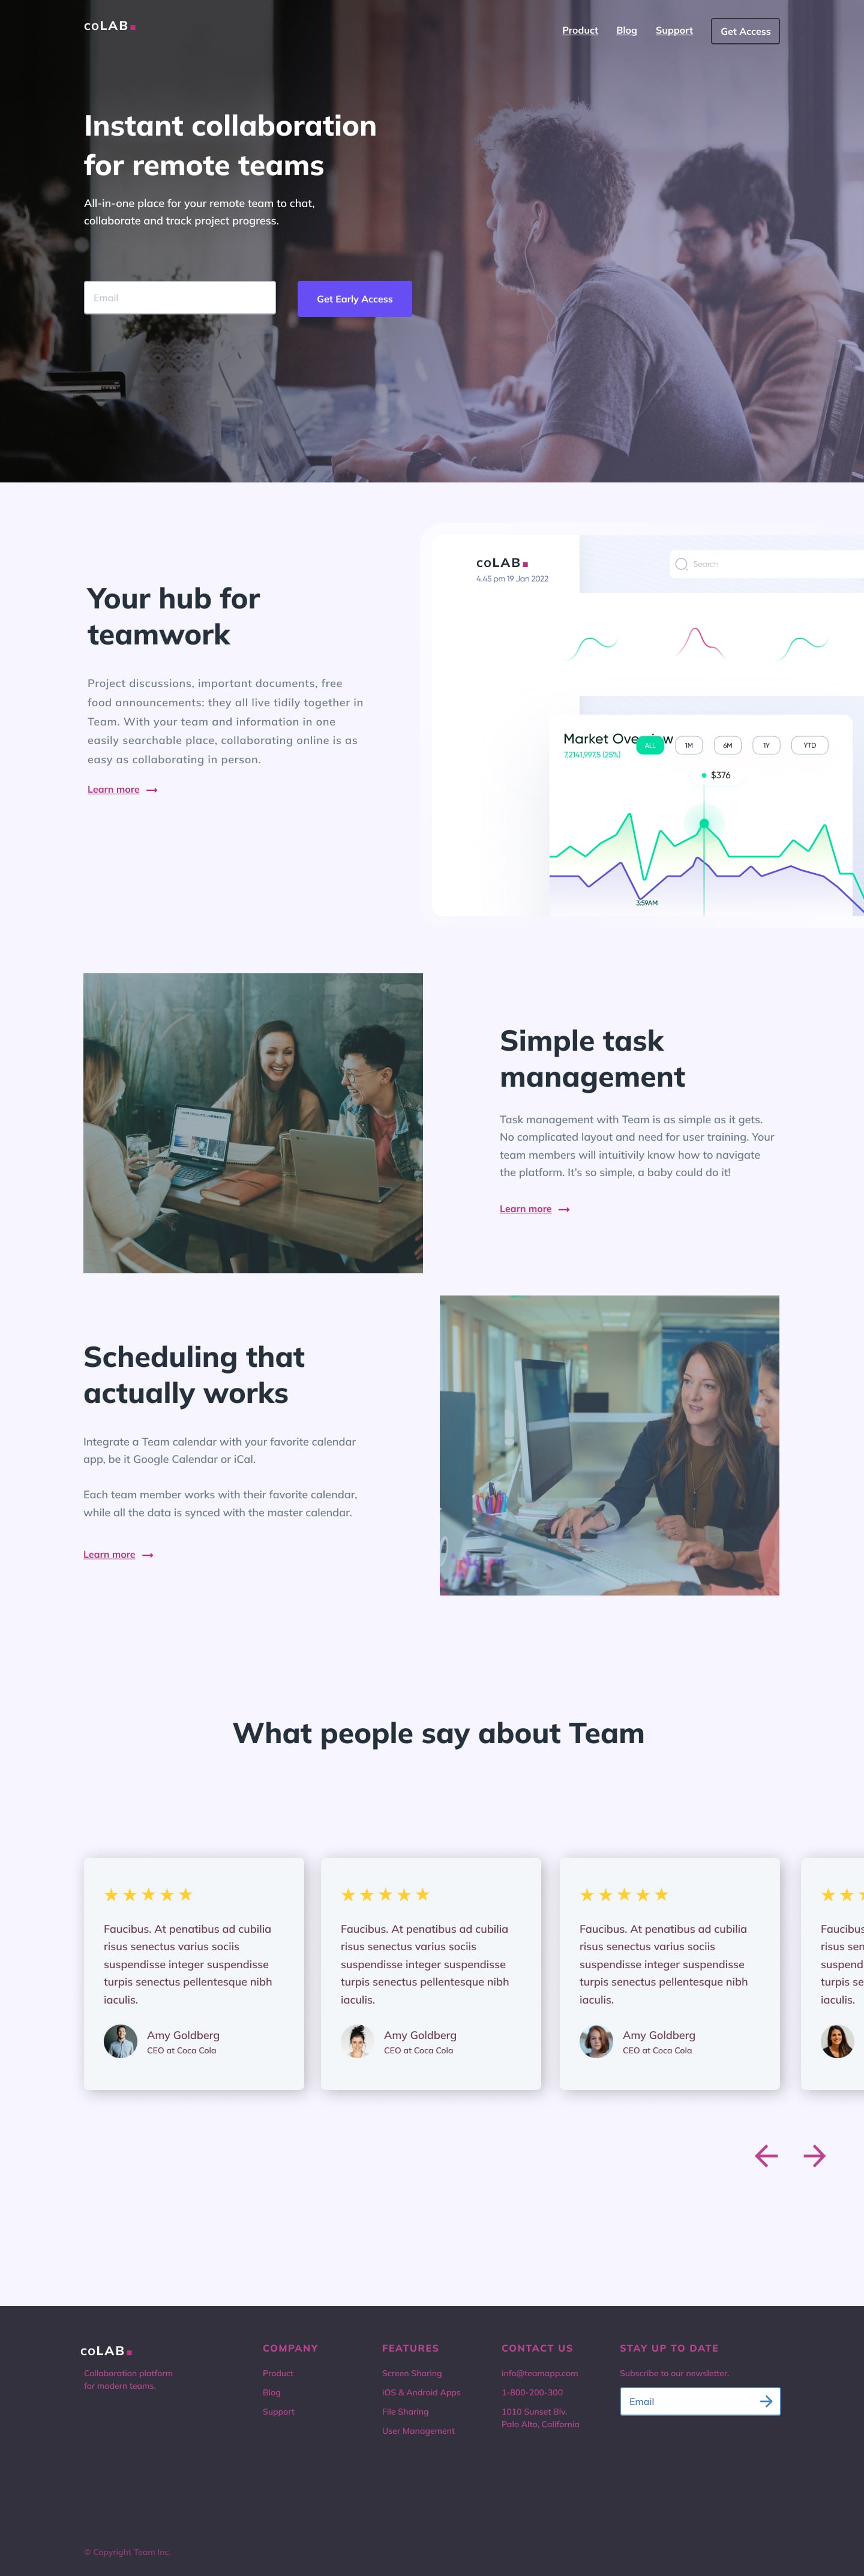 coLAB
Product Blog Support Get Access
Instant collaboration
for remote teams
All-in-one place for your remote team to chat,
collaborate and track project progress.
Email
Get Early Access
coLAB
4.45 pm 19 Jan 2022
Search
Your hub for
teamwork
Project discussions, important documents, free
food announcements: they all live tidily together in
Team. With your team and information in one
easily searchable place, collaborating online is as
easy as collaborating in person.
Learn more
Market Overview
7.2141,997.5 (25%)
ALL 1M 6M 1Y YTD
$376
3:59AM
Simple task
management
Task management with Team is as simple as it gets.
No complicated layout and need for user training. Your
team members will intuitivily know how to navigate
the platform. It’s so simple, a baby could do it!
Learn more
Scheduling that
actually works
Integrate a Team calendar with your favorite calendar
app, be it Google Calendar or iCal.
Each team member works with their favorite calendar,
while all the data is synced with the master calendar.
Learn more
What people say about Team
Faucibus. At penatibus ad cubilia
risus senectus varius sociis
suspendisse integer suspendisse
turpis senectus pellentesque nibh
iaculis.
Amy Goldberg
CEO at Coca Cola
Faucibus. At penatibus ad cubilia
risus senectus varius sociis
suspendisse integer suspendisse
turpis senectus pellentesque nibh
iaculis.
Amy Goldberg
CEO at Coca Cola
Faucibus. At penatibus ad cubilia
risus senectus varius sociis
suspendisse integer suspendisse
turpis senectus pellentesque nibh
iaculis.
Amy Goldberg
CEO at Coca Cola
Faucibus
risus sen
suspend
turpis se
iaculis.
coLAB
Collaboration platform
for modern teams.
COMPANY
Product
Blog
Support
FEATURES
Screen Sharing
iOS & Android Apps
File Sharing
User Management
CONTACT US
info@teamapp.com
1-800-200-300
1010 Sunset Blv.
Palo Alto, California
STAY UP TO DATE
Subscribe to our newsletter.
Email
© Copyright Team Inc.